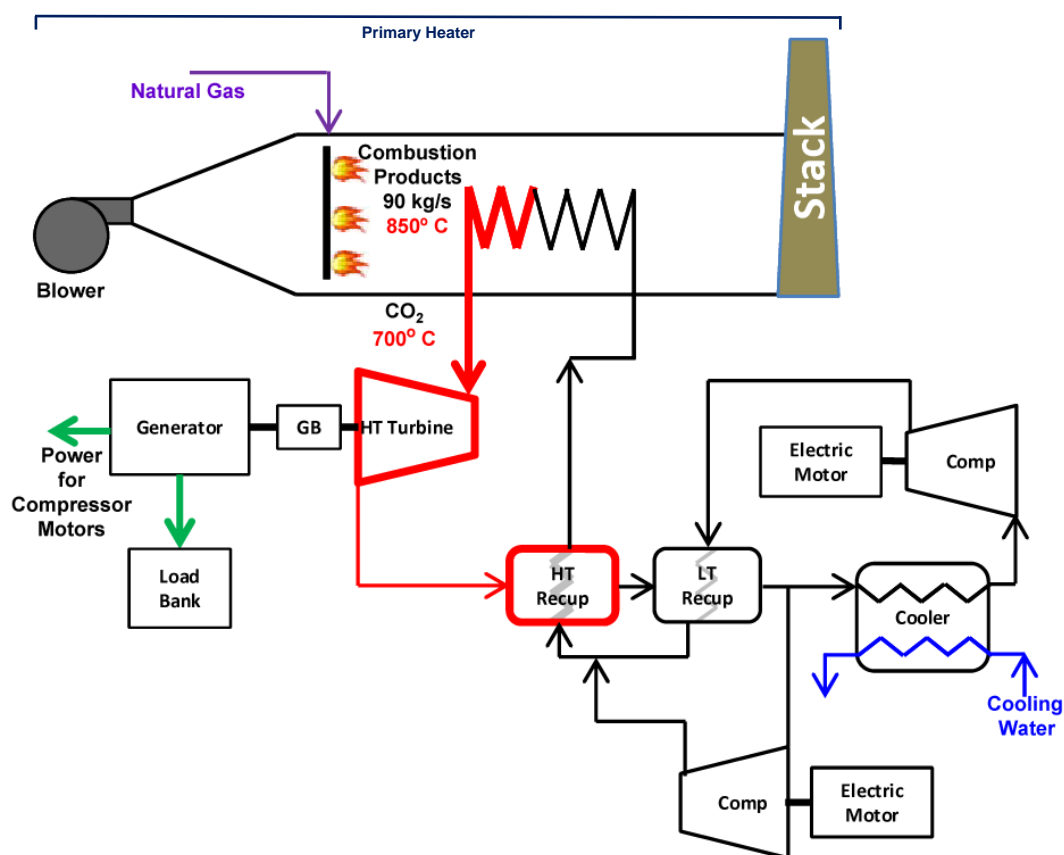 Primary Heater
Natural Gas
Combustion
Products
90 kg/s
850° C
Stack
Blower
CO₂
700° C
Generator
GB
HT Turbine
Electric
Motor
Comp
Power
for
Compressor
Motors
Load
Bank
HT
Recup
LT
Recup
Cooler
Cooling
Water
Comp
Electric
Motor